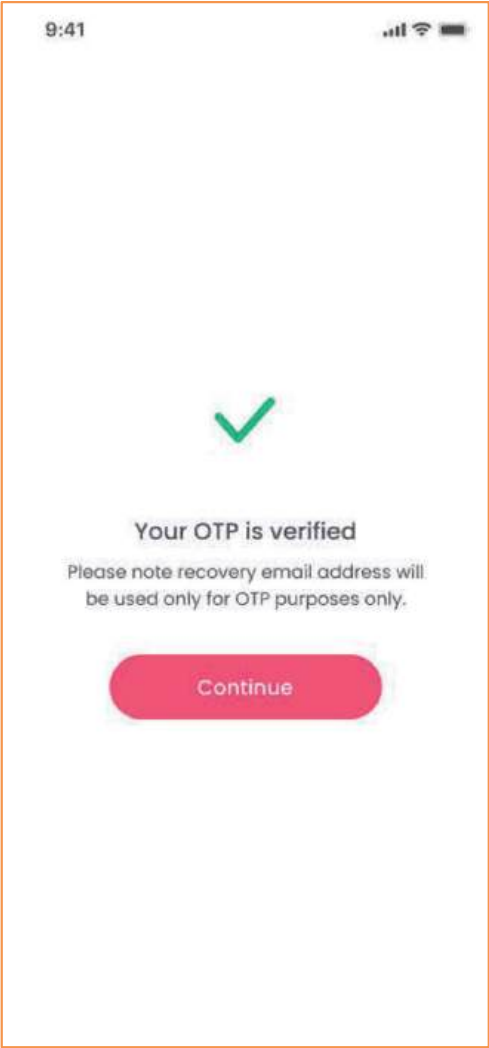 9:41
Your OTP is verified
Please note recovery email address will
be used only for OTP purposes only.
Continue